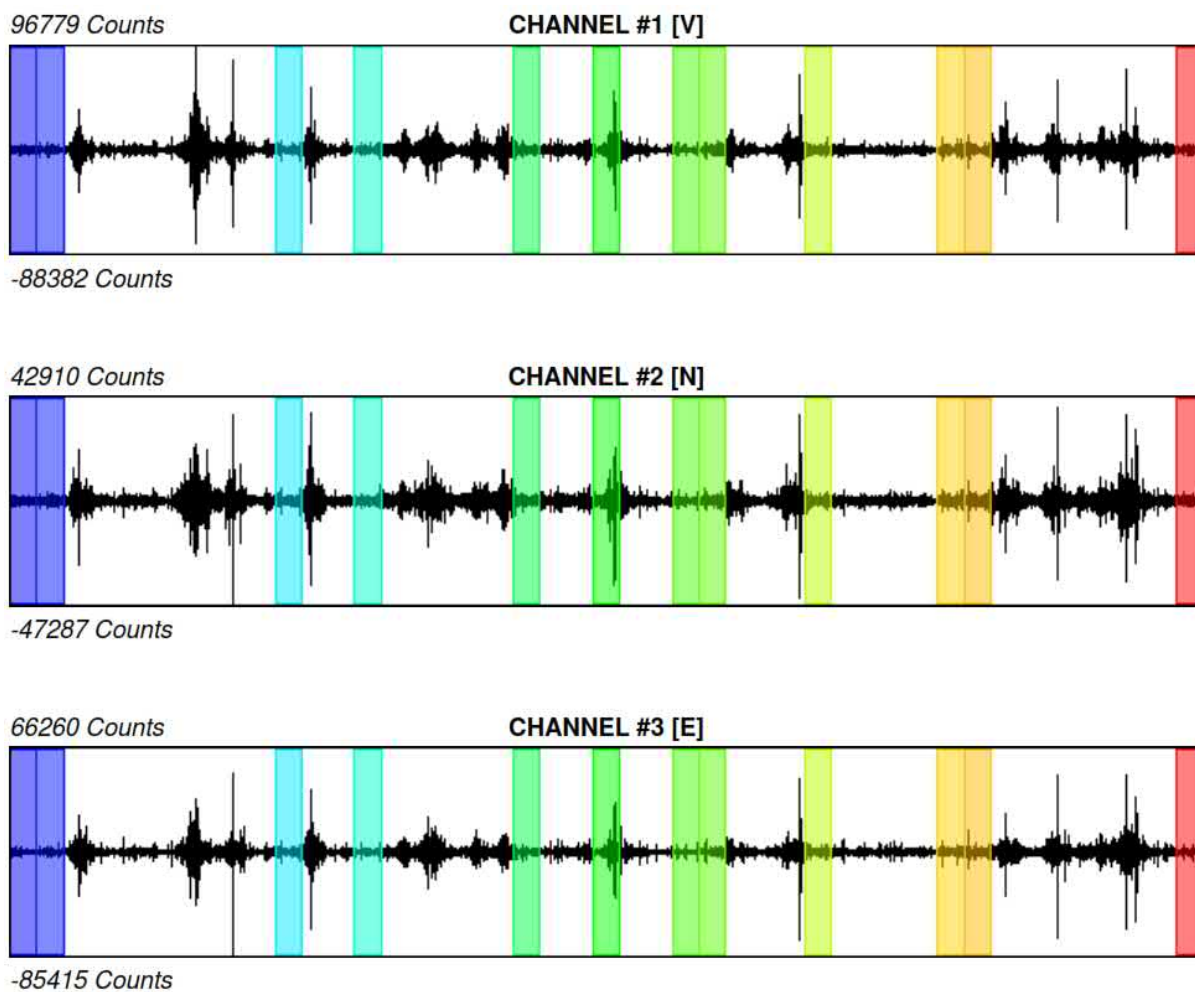 96779 Counts
CHANNEL #1 [V]
-88382 Counts
42910 Counts
CHANNEL #2 [N]
-47287 Counts
66260 Counts
CHANNEL #3 [E]
-85415 Counts